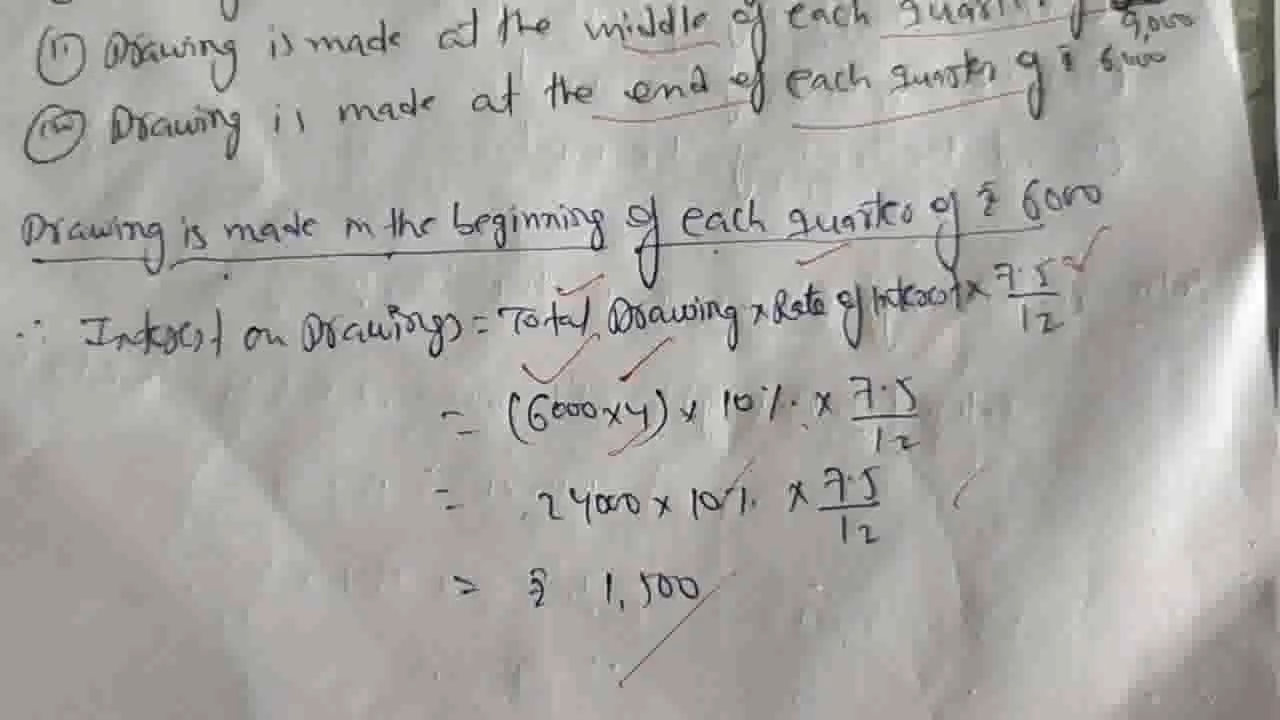 (ii) Drawing is made at the middle of each quarter 9,000
(iii) Drawing is made at the end of each quarter of ₹ 6,000
Drawing is made in the beginning of each quarter of ₹ 6000
∴ Interest on Drawings = Total Drawing x Rate of Interest x 7.5/12
= (6000x4) x 10% x 7.5/12
= 24000 x 10% x 7.5/12
= ₹ 1,500